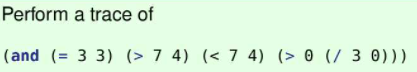 Perform a trace of
(and (= 3 3) (> 7 4) (< 7 4) (> 0 (/ 3 0)))